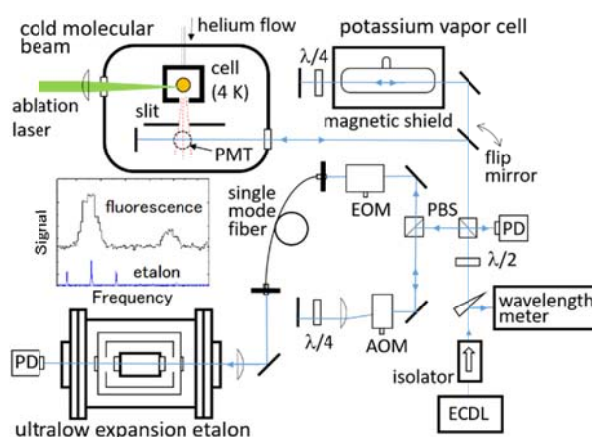 helium flow
cold molecular
beam
cell
(4 K)
ablation
laser
slit
PMT
potassium vapor cell
λ/4
magnetic shield
flip
mirror
single
mode
fiber
EOM
PBS
PD
λ/2
Signal
fluorescence
etalon
Frequency
wavelength
meter
λ/4
AOM
isolator
PD
ECDL
ultralow expansion etalon